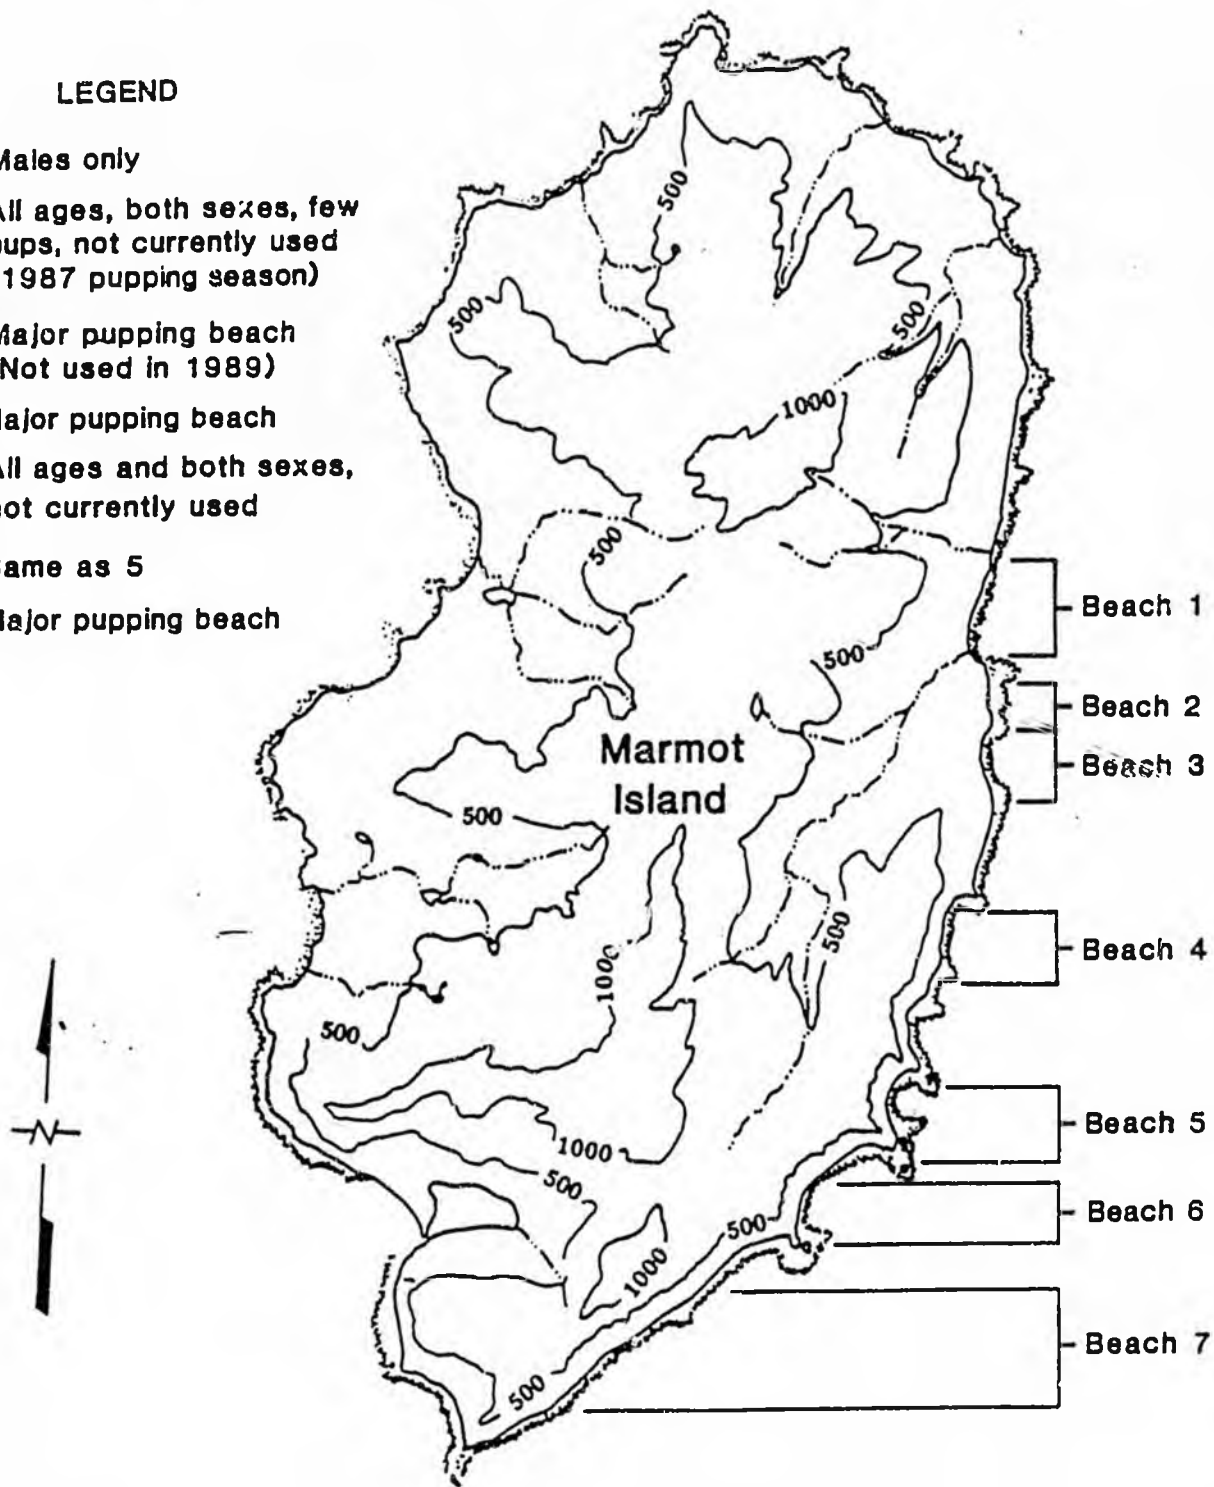 LEGEND
Males only
All ages, both sexes, few
pups, not currently used
1987 pupping season)
Major pupping beach
Not used in 1989)
Major pupping beach
All ages and both sexes,
not currently used
Same as 5
Major pupping beach
500
500
500
1000
500
500
Beach 1
Beach 2
Beach 3
Marmot
Island
500
500
1000
Beach 4
500
1000
500
Beach 5
500
1000
Beach 6
500
Beach 7
N